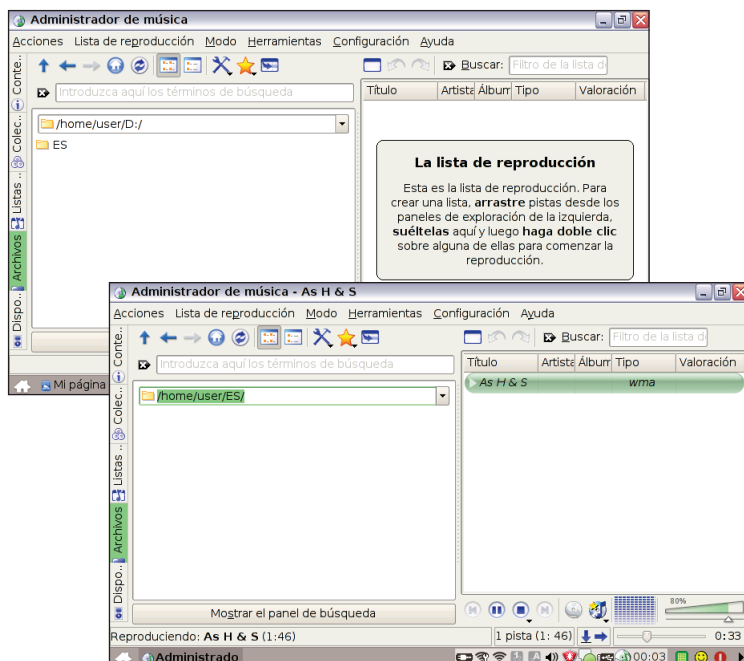 Administrador de música
Acciones Lista de reproducción Modo Herramientas Configuración Ayuda
Buscar: Filtro de la lista d
Introduzca aquí los términos de búsqueda
Título Artista Álbum Tipo Valoración
/home/user/D:/
ES
Conte..
Colec..
Listas ..
Archivos
Dispo..
La lista de reproducción
Esta es la lista de reproducción. Para
crear una lista, arrastre pistas desde los
paneles de exploración de la izquierda,
suéltelas aquí y luego haga doble clic
sobre alguna de ellas para comenzar la
reproducción.
Mi página
Administrador de música - As H & S
Acciones Lista de reproducción Modo Herramientas Configuración Ayuda
Buscar: Filtro de la lista d
Introduzca aquí los términos de búsqueda
Título Artista Álbum Tipo Valoración
As H & S wma
/home/user/ES/
Conte..
Colec..
Listas ..
Archivos
Dispo..
Mostrar el panel de búsqueda
80%
Reproduciendo: As H & S (1:46)
1 pista (1: 46)
0:33
Administrado
00:03